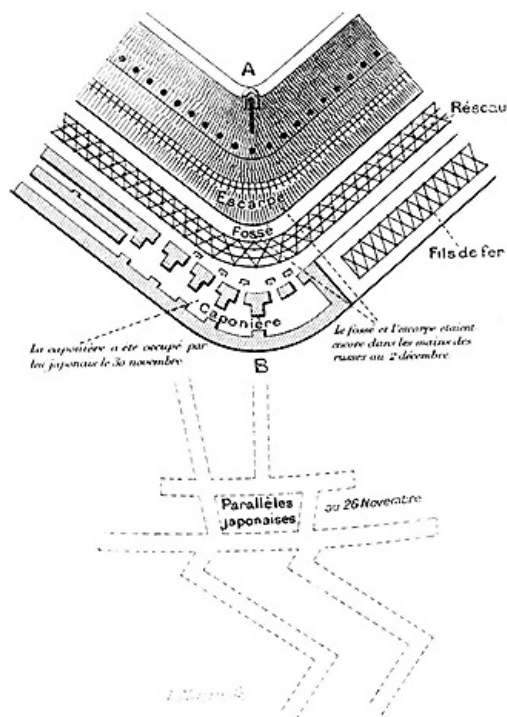 A
Réseau
Escarpe
Fossé
Fils de fer
Caponière
La caponière a été occupé par
les japonais le 30 novembre.
Le fossé et l'escarpe étaient
encore dans les mains des
russes au 2 décembre.
B
Parallèles
japonaises
au 26 Novembre